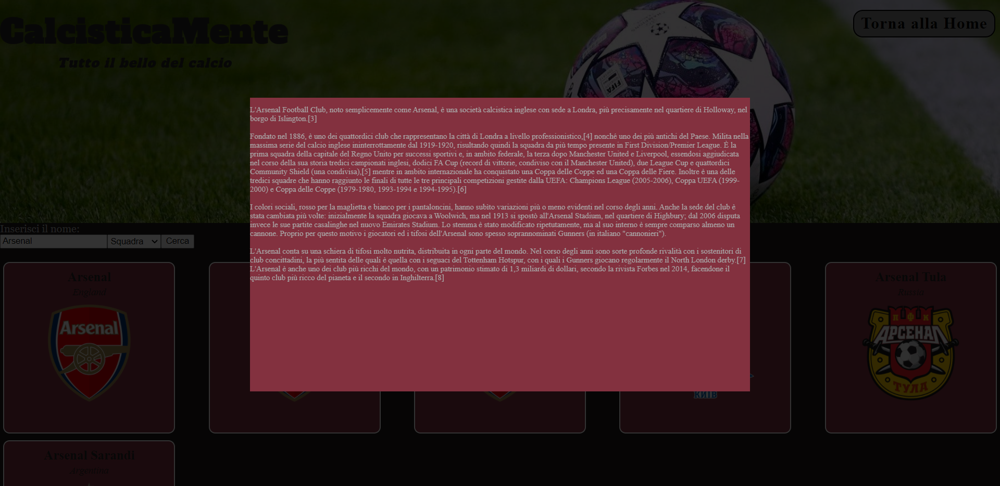 CalcisticaMente
Tutto il bello del calcio
Torna alla Home
FIFA
L'Arsenal Football Club, noto semplicemente come Arsenal, è una società calcistica inglese con sede a Londra, più precisamente nel quartiere di Holloway, nel
borgo di Islington.[3]
Fondato nel 1886, è uno dei quattordici club che rappresentano la città di Londra a livello professionistico,[4] nonché uno dei più antichi del Paese. Milita nella
massima serie del calcio inglese ininterrottamente dal 1919-1920, risultando quindi la squadra da più tempo presente in First Division/Premier League. È la
prima squadra della capitale del Regno Unito per successi sportivi e, in ambito federale, la terza dopo Manchester United e Liverpool, essendosi aggiudicata
nel corso della sua storia tredici campionati inglesi, dodici FA Cup (record di vittorie, condiviso con il Manchester United), due League Cup e quattordici
Community Shield (una condivisa),[5] mentre in ambito internazionale ha conquistato una Coppa delle Coppe ed una Coppa delle Fiere. Inoltre è una delle
tredici squadre che hanno raggiunto le finali di tutte le tre principali competizioni gestite dalla UEFA: Champions League (2005-2006), Coppa UEFA (1999-
2000) e Coppa delle Coppe (1979-1980, 1993-1994 e 1994-1995).[6]
I colori sociali, rosso per la maglietta e bianco per i pantaloncini, hanno subìto variazioni più o meno evidenti nel corso degli anni. Anche la sede del club è
stata cambiata più volte: inizialmente la squadra giocava a Woolwich, ma nel 1913 si spostò all'Arsenal Stadium, nel quartiere di Highbury; dal 2006 disputa
invece le sue partite casalinghe nel nuovo Emirates Stadium. Lo stemma è stato modificato ripetutamente, ma al suo interno è sempre comparso almeno un
cannone. Proprio per questo motivo i giocatori ed i tifosi dell'Arsenal sono spesso soprannominati Gunners (in italiano "cannonieri").
L'Arsenal conta su una schiera di tifosi molto nutrita, distribuita in ogni parte del mondo. Nel corso degli anni sono sorte profonde rivalità con i sostenitori di
club concittadini, la più sentita delle quali è quella con i seguaci del Tottenham Hotspur, con i quali i Gunners giocano regolarmente il North London derby.[7]
L'Arsenal è anche uno dei club più ricchi del mondo, con un patrimonio stimato di 1,3 miliardi di dollari, secondo la rivista Forbes nel 2014, facendone il
quinto club più ricco del pianeta e il secondo in Inghilterra.[8]
Inserisci il nome:
Arsenal Squadra Cerca
Arsenal
England
Arsenal
КИЇВ
Arsenal Tula
Russia
ПФК
АРСЕНАЛ
ТУЛА
Arsenal Sarandi
Argentina